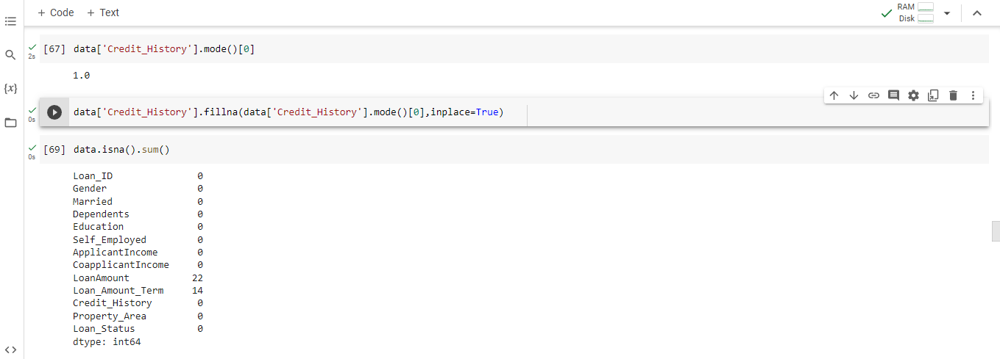 + Code + Text
RAM
Disk
2s
[67] data['Credit_History'].mode()[0]
1.0
{x}
0s
data['Credit_History'].fillna(data['Credit_History'].mode()[0],inplace=True)
0s
[69] data.isna().sum()
Loan_ID 0
Gender 0
Married 0
Dependents 0
Education 0
Self_Employed 0
ApplicantIncome 0
CoapplicantIncome 0
LoanAmount 22
Loan_Amount_Term 14
Credit_History 0
Property_Area 0
Loan_Status 0
dtype: int64